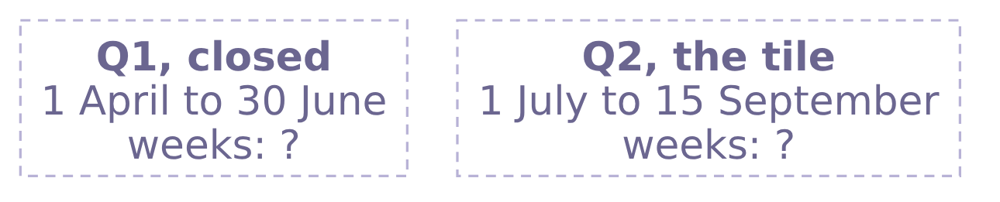 Q1, closed
1 April to 30 June
weeks: ?
Q2, the tile
1 July to 15 September
weeks: ?